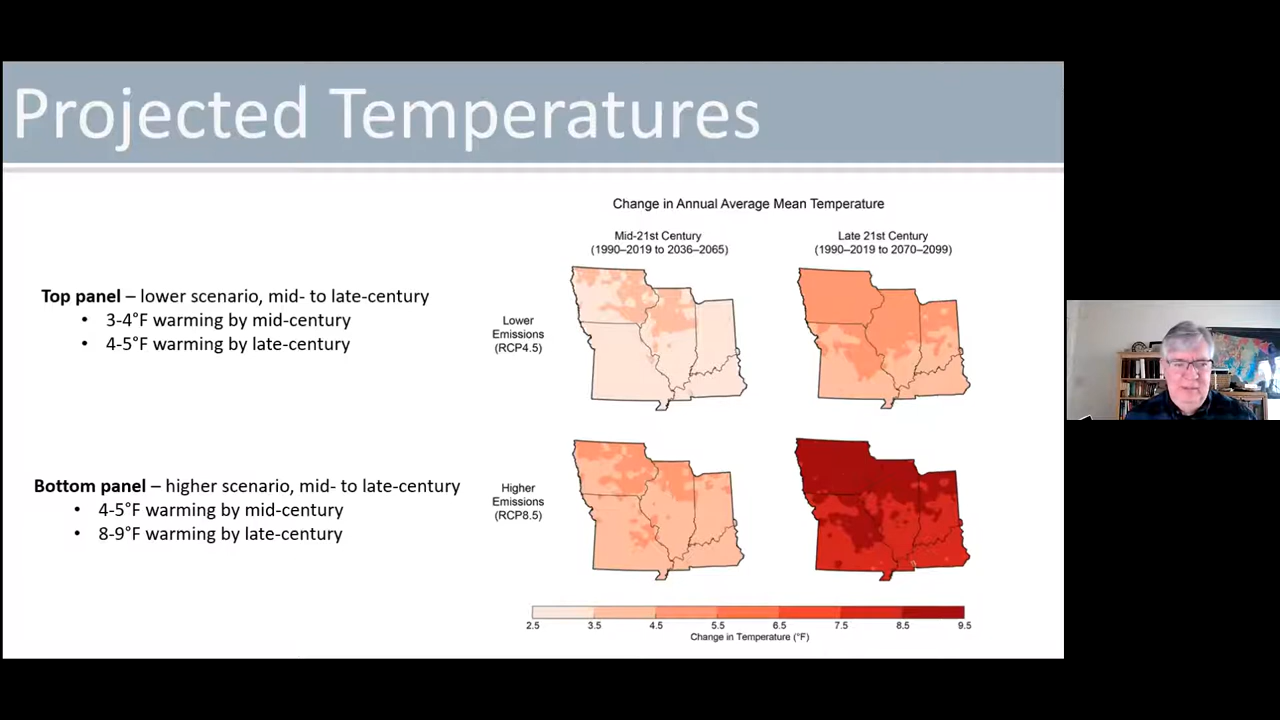 Projected Temperatures
Change in Annual Average Mean Temperature
Mid-21st Century
(1990–2019 to 2036–2065)
Late 21st Century
(1990–2019 to 2070–2099)
Top panel – lower scenario, mid- to late-century
• 3-4°F warming by mid-century
• 4-5°F warming by late-century
Lower
Emissions
(RCP4.5)
Bottom panel – higher scenario, mid- to late-century
• 4-5°F warming by mid-century
• 8-9°F warming by late-century
Higher
Emissions
(RCP8.5)
2.5 3.5 4.5 5.5 6.5 7.5 8.5 9.5
Change in Temperature (°F)